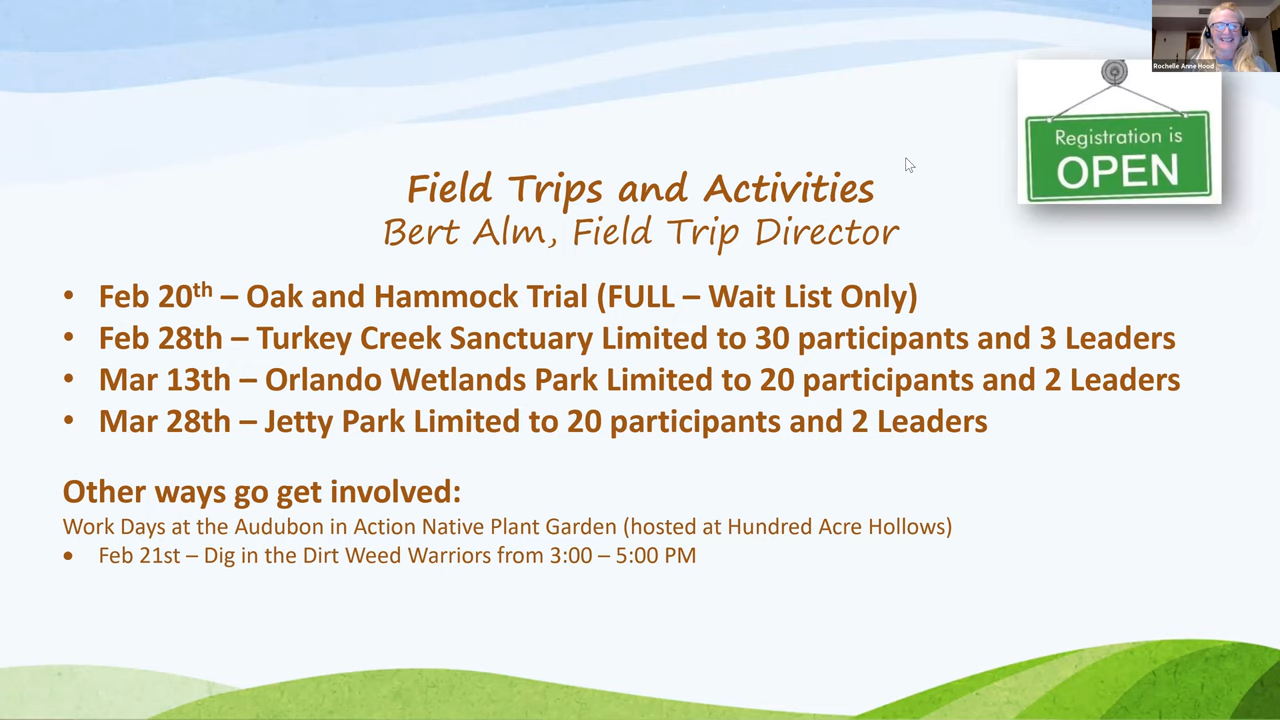 Rochelle Anne Hood
Registration is
OPEN
Field Trips and Activities
Bert Alm, Field Trip Director
• Feb 20th – Oak and Hammock Trial (FULL – Wait List Only)
• Feb 28th – Turkey Creek Sanctuary Limited to 30 participants and 3 Leaders
• Mar 13th – Orlando Wetlands Park Limited to 20 participants and 2 Leaders
• Mar 28th – Jetty Park Limited to 20 participants and 2 Leaders
Other ways go get involved:
Work Days at the Audubon in Action Native Plant Garden (hosted at Hundred Acre Hollows)
• Feb 21st – Dig in the Dirt Weed Warriors from 3:00 – 5:00 PM